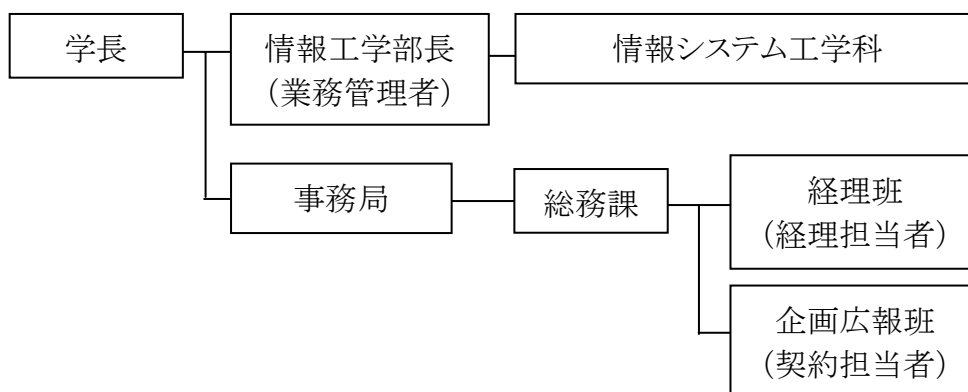 学長
情報工学部長
（業務管理者）
情報システム工学科
事務局
総務課
経理班
（経理担当者）
企画広報班
（契約担当者）